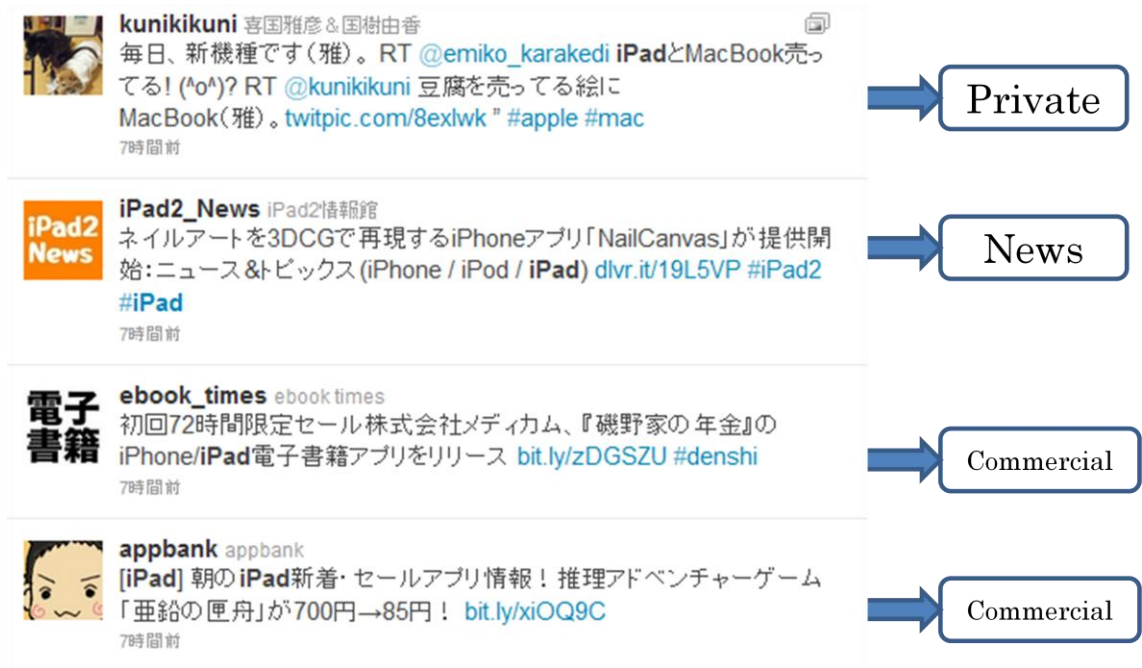 kunikikuni 喜国雅彦&国樹由香
毎日、新機種です(雅)。 RT @emiko_karakedi iPadとMacBook売っ
てる! (^o^)? RT @kunikikuni 豆腐を売ってる絵に
MacBook(雅)。twitpic.com/8exlwk " #apple #mac
7時間前
Private
iPad2 News
iPad2_News iPad2情報館
ネイルアートを3DCGで再現するiPhoneアプリ「NailCanvas」が提供開
始:ニュース&トピックス(iPhone / iPod / iPad) dlvr.it/19L5VP #iPad2
#iPad
7時間前
News
電子
書籍
ebook_times ebook times
初回72時間限定セール株式会社メディカム、『磯野家の年金』の
iPhone/iPad電子書籍アプリをリリース bit.ly/zDGSZU #denshi
7時間前
Commercial
appbank appbank
[iPad] 朝のiPad新着・セールアプリ情報! 推理アドベンチャーゲーム
「亜鉛の匣舟」が700円→85円! bit.ly/xiOQ9C
7時間前
Commercial